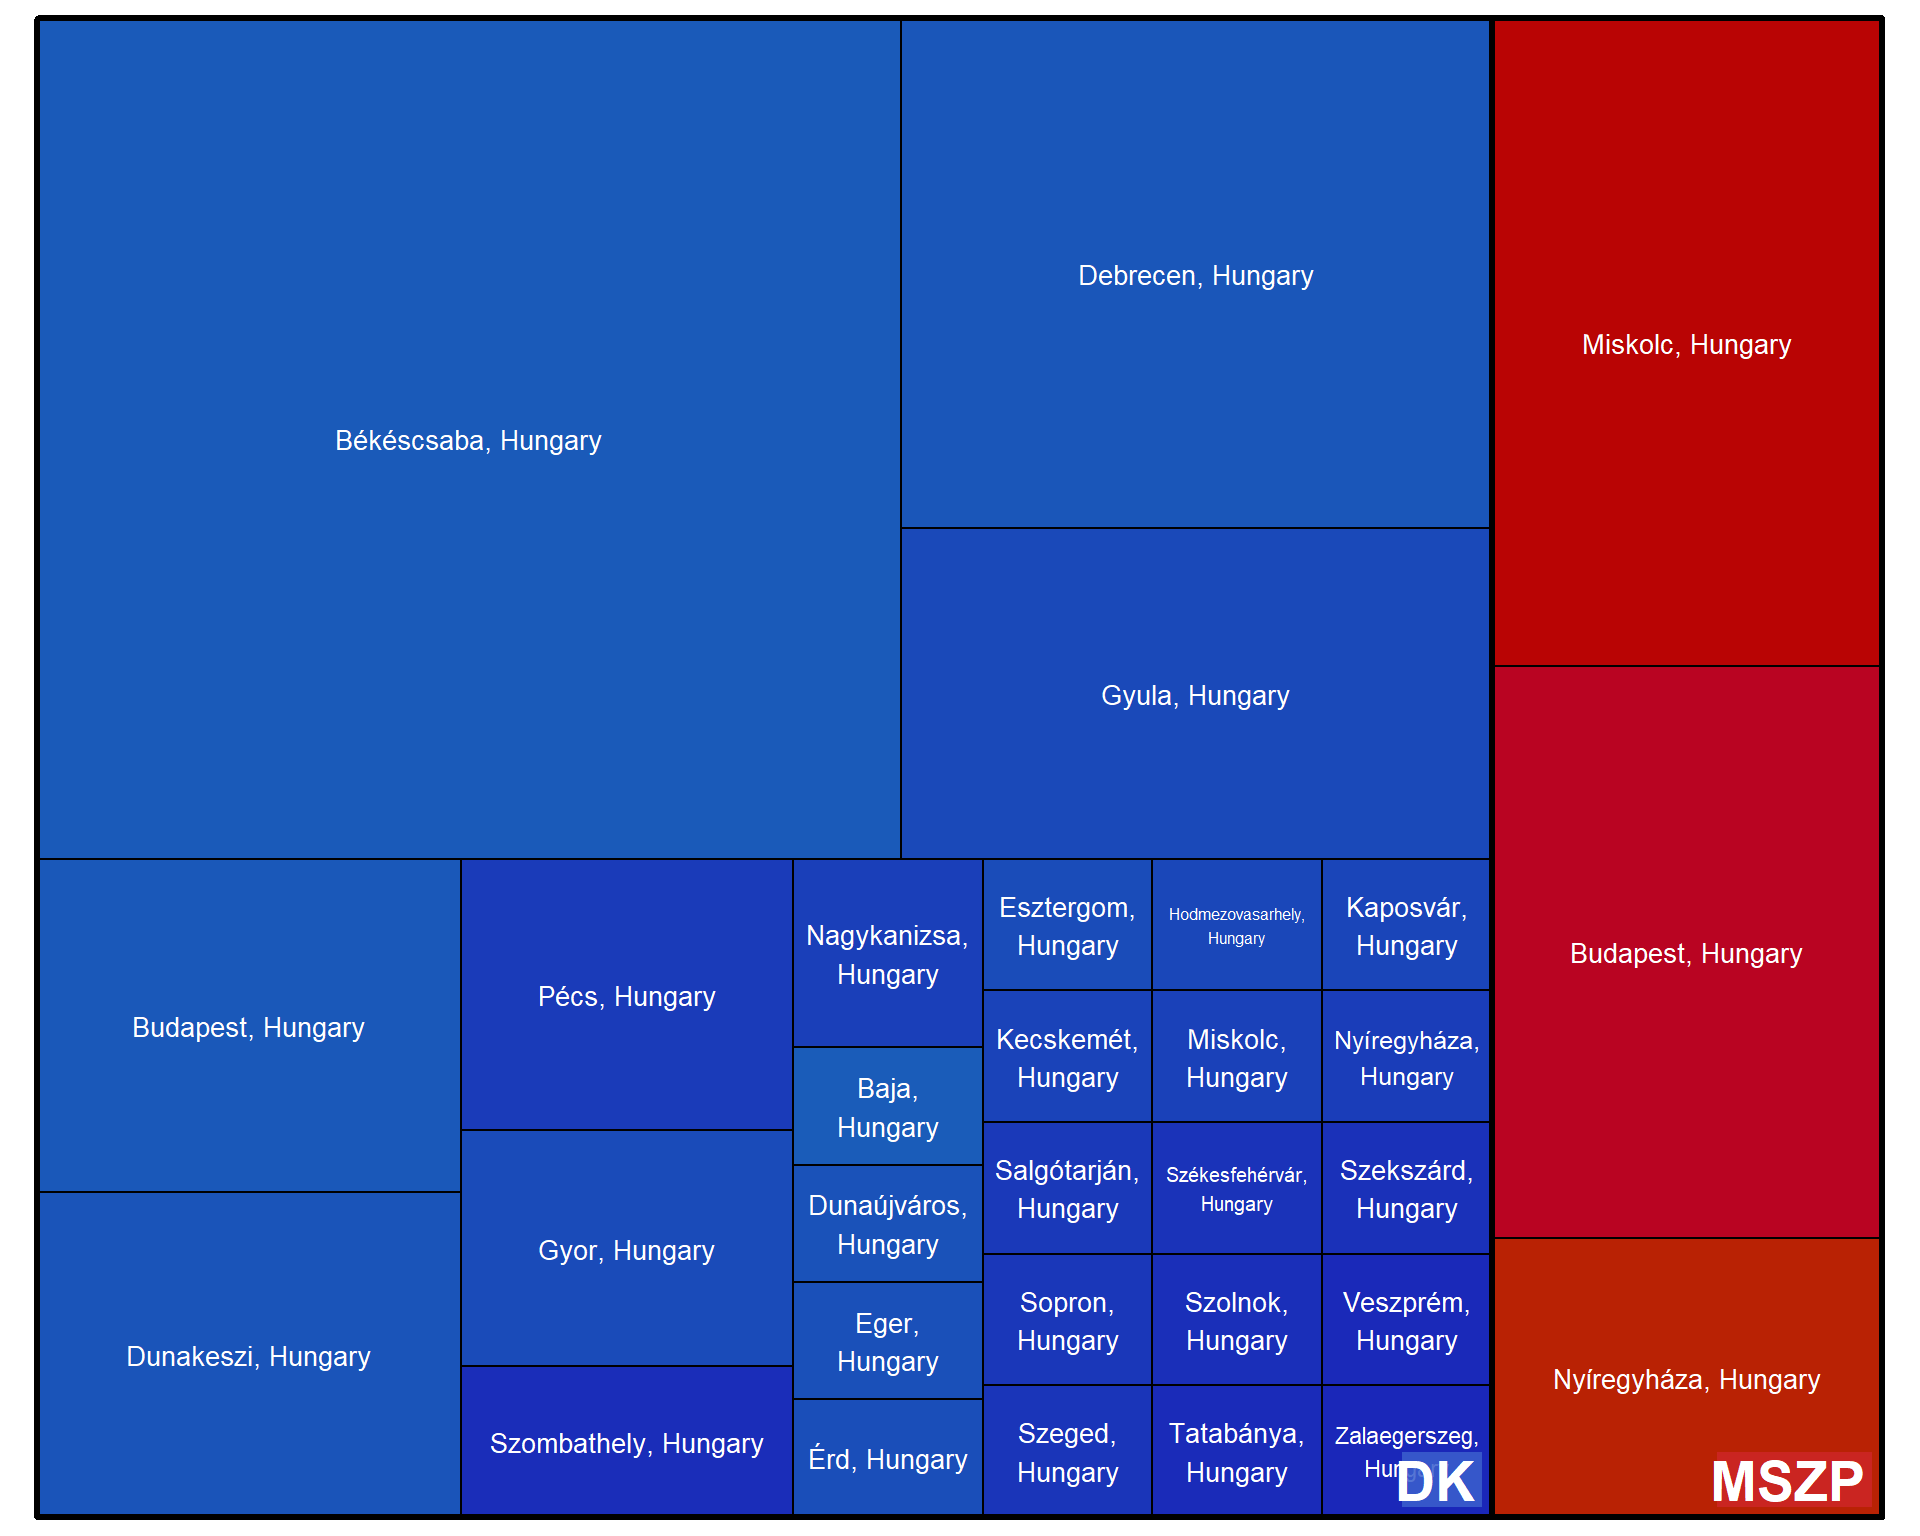 Békéscsaba, Hungary
Debrecen, Hungary
Gyula, Hungary
Budapest, Hungary
Dunakeszi, Hungary
Pécs, Hungary
Gyor, Hungary
Szombathely, Hungary
Nagykanizsa,
Hungary
Baja,
Hungary
Dunaújváros,
Hungary
Eger,
Hungary
Érd, Hungary
Esztergom,
Hungary
Hodmezovasarhely,
Hungary
Kaposvár,
Hungary
Kecskemét,
Hungary
Miskolc,
Hungary
Nyíregyháza,
Hungary
Salgótarján,
Hungary
Székesfehérvár,
Hungary
Szekszárd,
Hungary
Sopron,
Hungary
Szolnok,
Hungary
Veszprém,
Hungary
Szeged,
Hungary
Tatabánya,
Hungary
Zalaegerszeg,
Hungary
DK
Miskolc, Hungary
Budapest, Hungary
Nyíregyháza, Hungary
MSZP